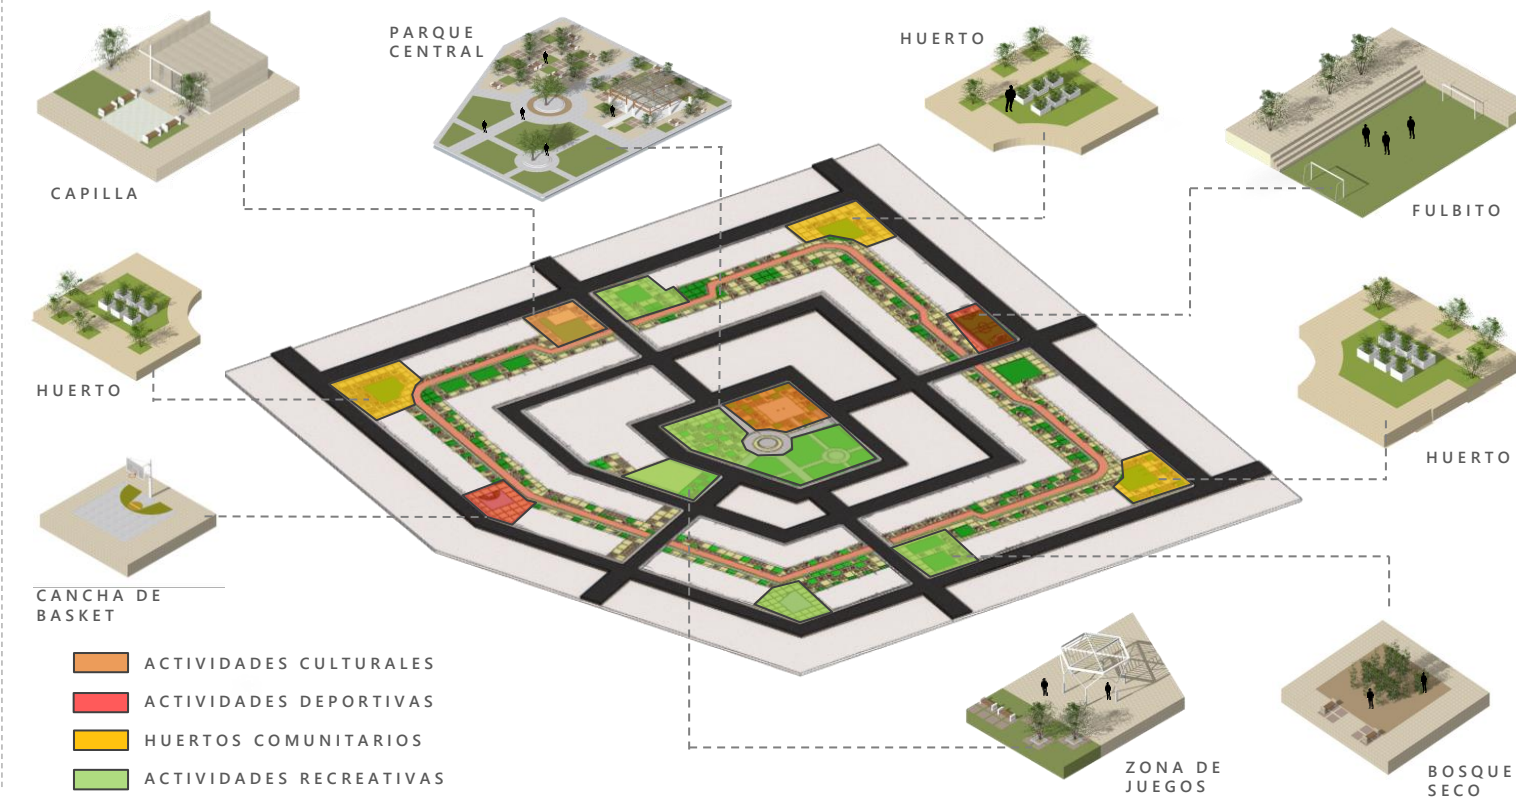 PARQUE
CENTRAL
HUERTO
CAPILLA
FULBITO
HUERTO
HUERTO
CANCHA DE
BASKET
ACTIVIDADES CULTURALES
ACTIVIDADES DEPORTIVAS
HUERTOS COMUNITARIOS
ACTIVIDADES RECREATIVAS
ZONA DE
JUEGOS
BOSQUE
SECO